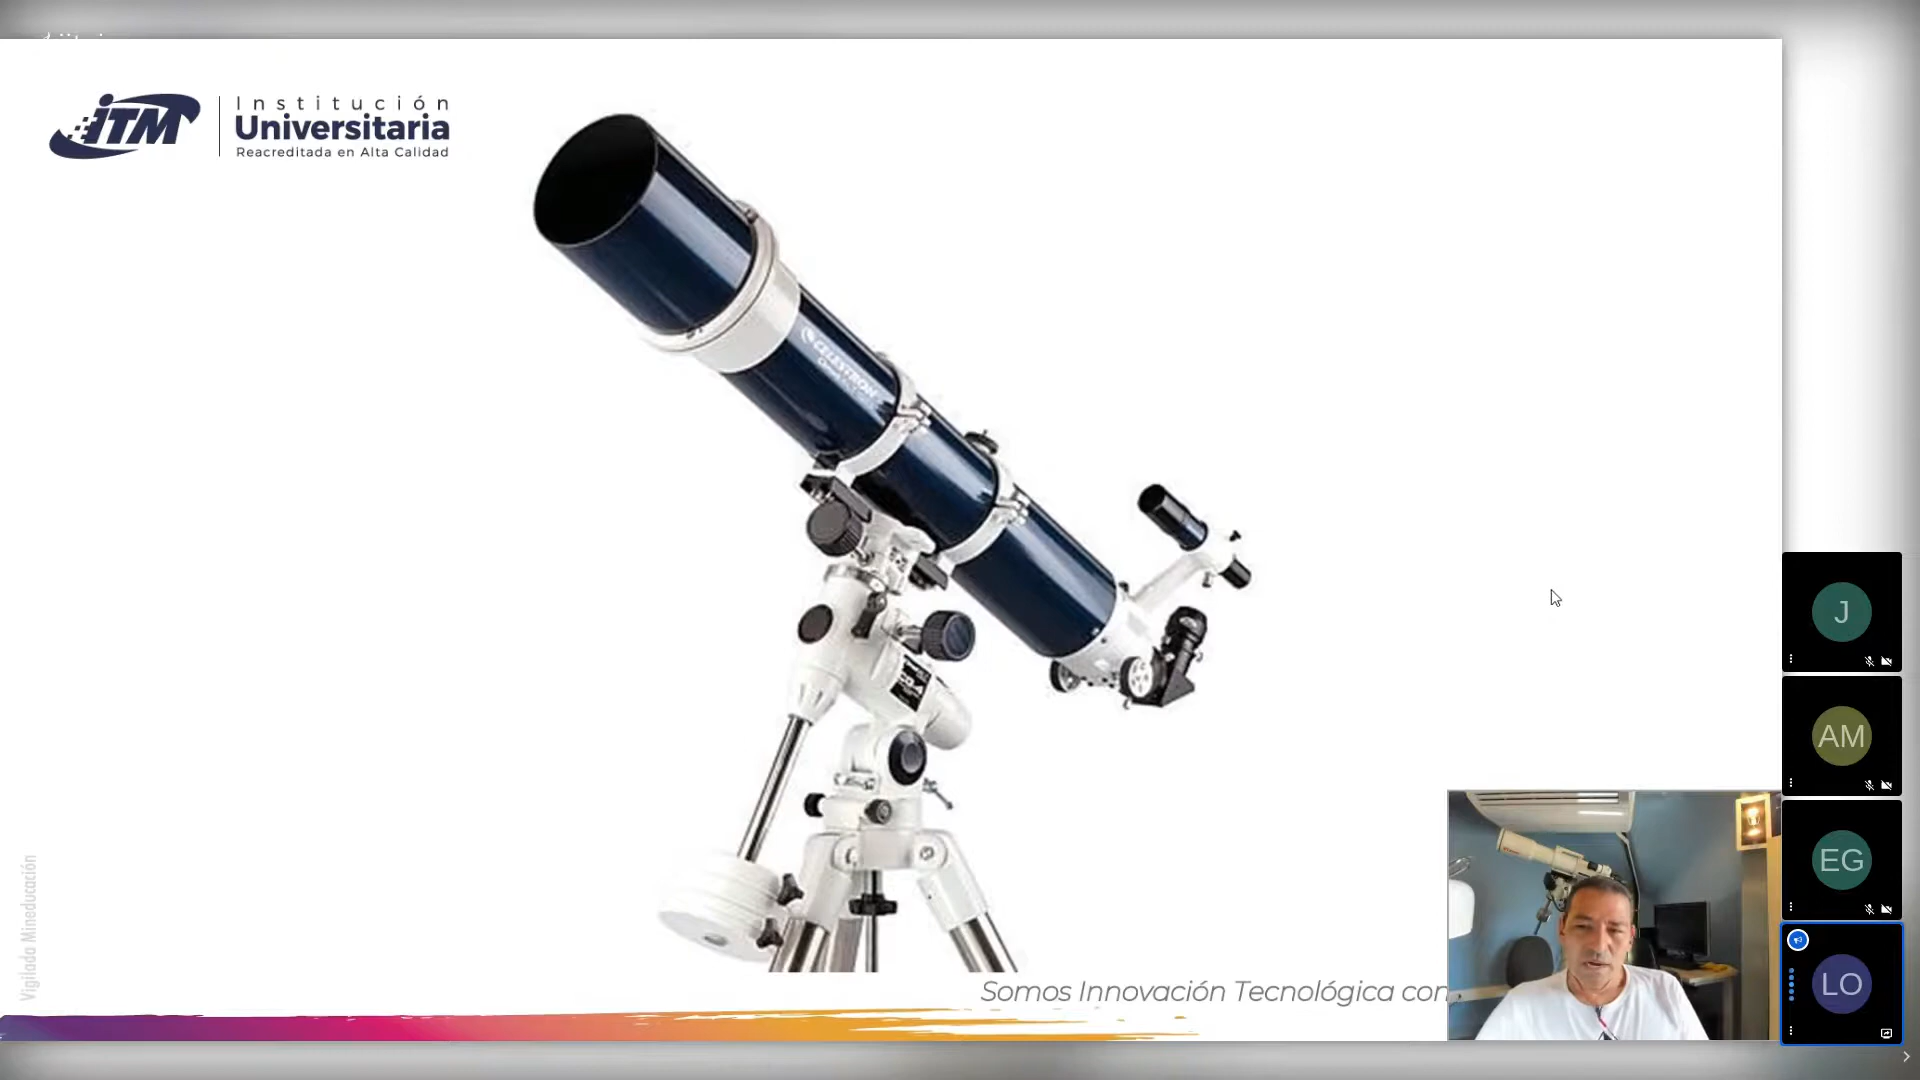 iTM
Institución
Universitaria
Reacreditada en Alta Calidad
CELESTRON
Vigilada Mineducación
Somos Innovación Tecnológica con
J
AM
EG
LO